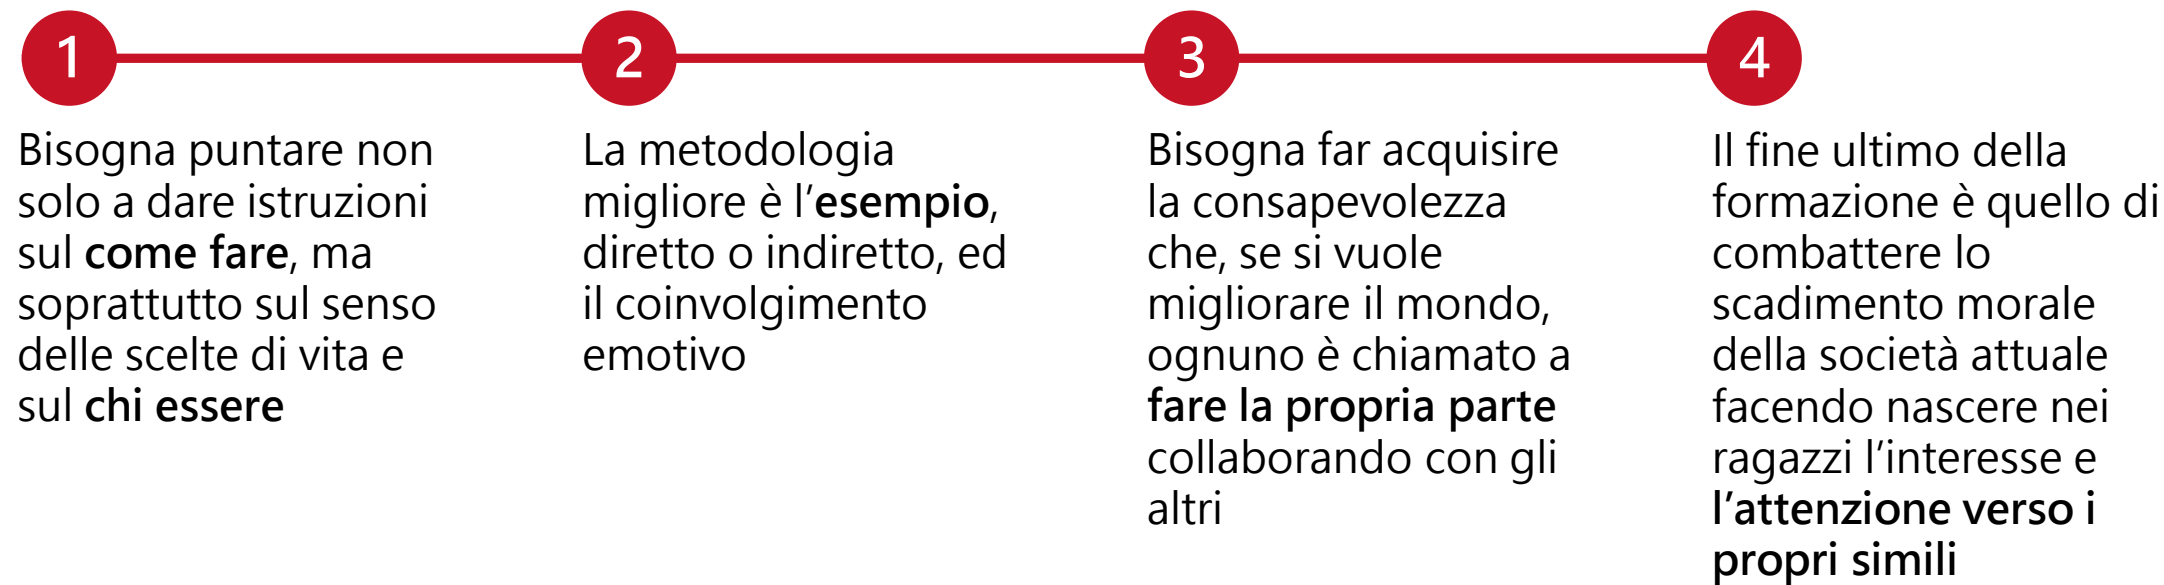 1
Bisogna puntare non
solo a dare istruzioni
sul come fare, ma
soprattutto sul senso
delle scelte di vita e
sul chi essere
2
La metodologia
migliore è l’esempio,
diretto o indiretto, ed
il coinvolgimento
emotivo
3
Bisogna far acquisire
la consapevolezza
che, se si vuole
migliorare il mondo,
ognuno è chiamato a
fare la propria parte
collaborando con gli
altri
4
Il fine ultimo della
formazione è quello di
combattere lo
scadimento morale
della società attuale
facendo nascere nei
ragazzi l’interesse e
l’attenzione verso i
propri simili